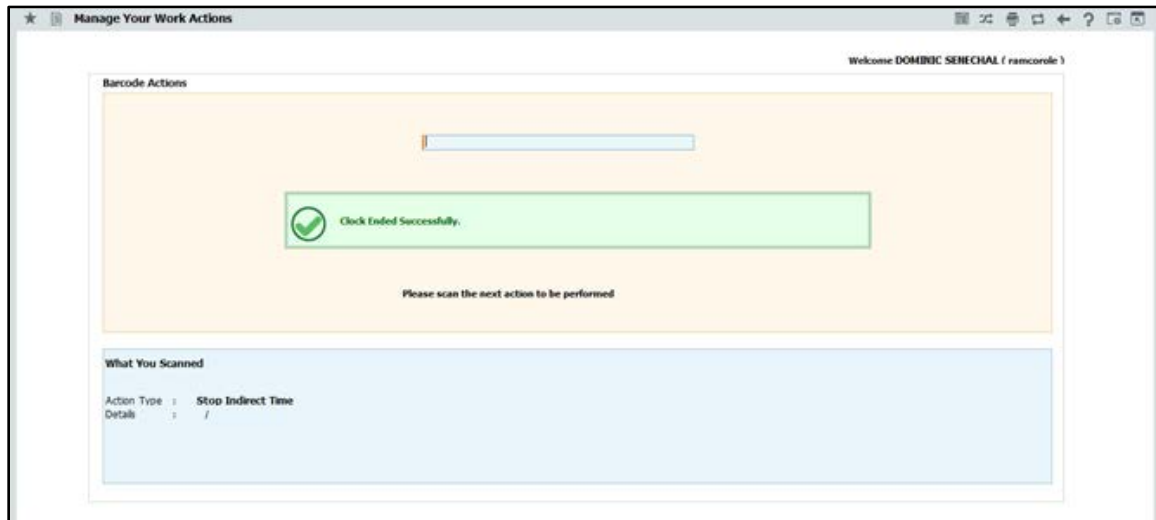 Manage Your Work Actions
Welcome DOMINIC SENECHAL ( ramcorole )
Barcode Actions
Clock Ended Successfully.
Please scan the next action to be performed
What You Scanned
Action Type : Stop Indirect Time
Details : /